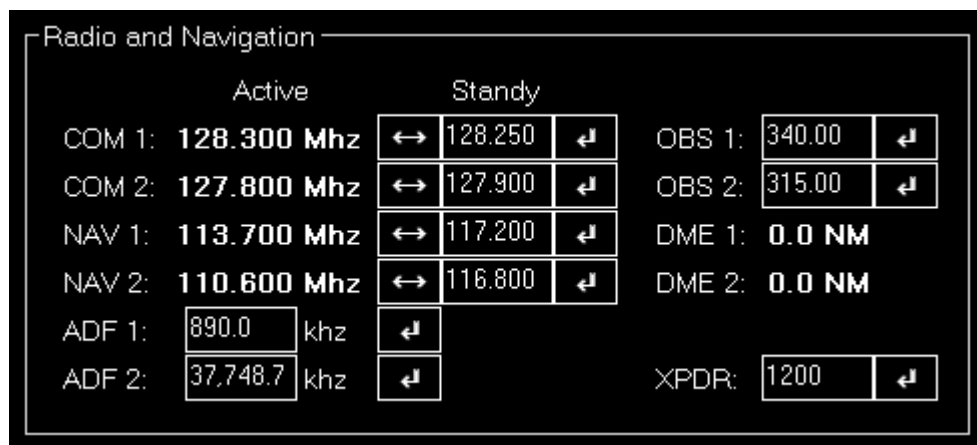 Radio and Navigation
Active Standy
COM 1: 128.300 Mhz 128.250 OBS 1: 340.00
COM 2: 127.800 Mhz 127.900 OBS 2: 315.00
NAV 1: 113.700 Mhz 117.200 DME 1: 0.0 NM
NAV 2: 110.600 Mhz 116.800 DME 2: 0.0 NM
ADF 1: 890.0 khz
ADF 2: 37,748.7 khz XPDR: 1200